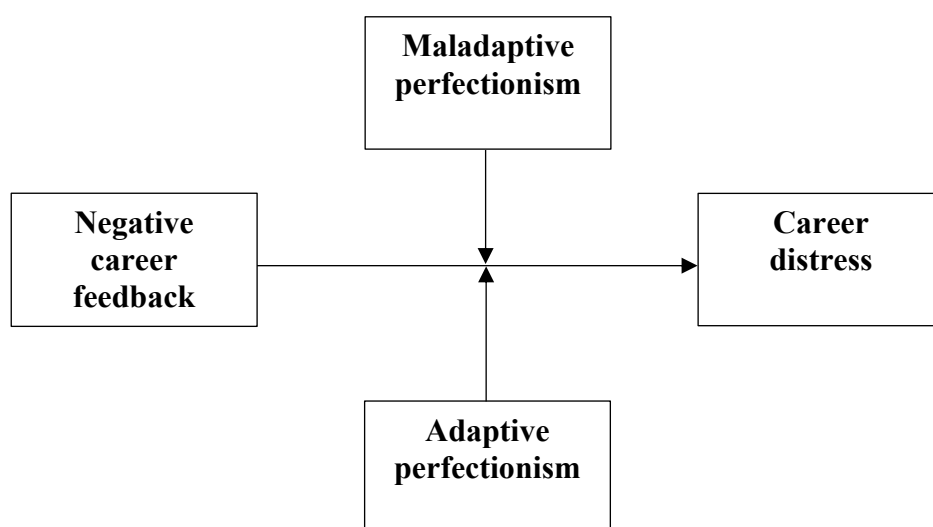 Maladaptive
perfectionism
Negative
career
feedback
Career
distress
Adaptive
perfectionism